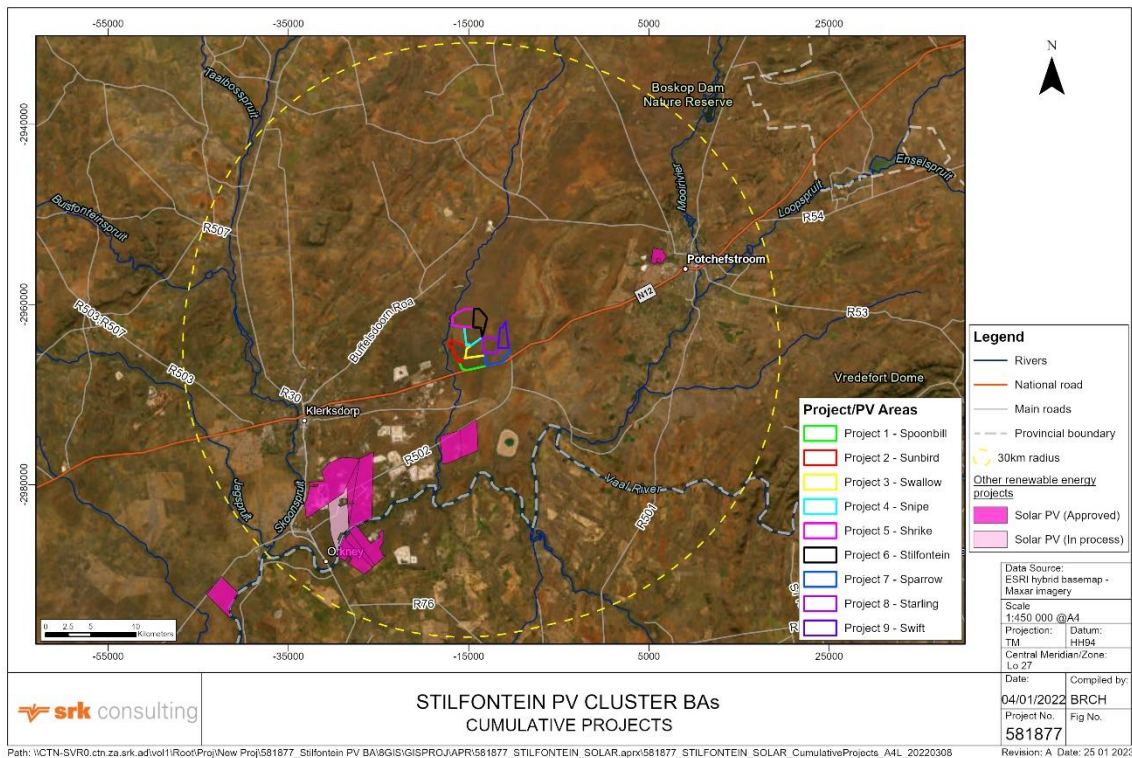 -55000
-35000
-15000
5000
25000
N
-2940000
-2960000
-2980000
Taalbosspruit
Boskop Dam
Nature Reserve
Enselspruit
Mooirivier
Loopspruit
R54
Buisfonteinspruit
R507
Potchefstroom
N12
R53
R503;R507
Buffelsdoorn Roa
R503
R30
Vredefort Dome
Klerksdorp
R502
Jagspruit
Skoonspruit
Vaal River
R501
Orkney
R76
0 2.5 5 10
Kilometers
-55000
-35000
-15000
5000
25000
Project/PV Areas
Project 1 - Spoonbill
Project 2 - Sunbird
Project 3 - Swallow
Project 4 - Snipe
Project 5 - Shrike
Project 6 - Stilfontein
Project 7 - Sparrow
Project 8 - Starling
Project 9 - Swift
Legend
Rivers
National road
Main roads
Provincial boundary
30km radius
Other renewable energy
projects
Solar PV (Approved)
Solar PV (In process)
Data Source:
ESRI hybrid basemap -
Maxar imagery
Scale
1:450 000 @A4
Projection: Datum:
TM HH94
Central Meridian/Zone:
Lo 27
Date: Compiled by:
04/01/2022 BRCH
Project No. Fig No.
581877
srk consulting
STILFONTEIN PV CLUSTER BAs
CUMULATIVE PROJECTS
Path: \\CTN-SVR0.ctn.za.srk.ad\vol1\Root\Proj\New Proj\581877_Stilfontein PV BA\8GIS\GISPROJ\APR\581877_STILFONTEIN_SOLAR.aprx\581877_STILFONTEIN_SOLAR_CumulativeProjects_A4L_20220308
Revision: A Date: 25 01 2023